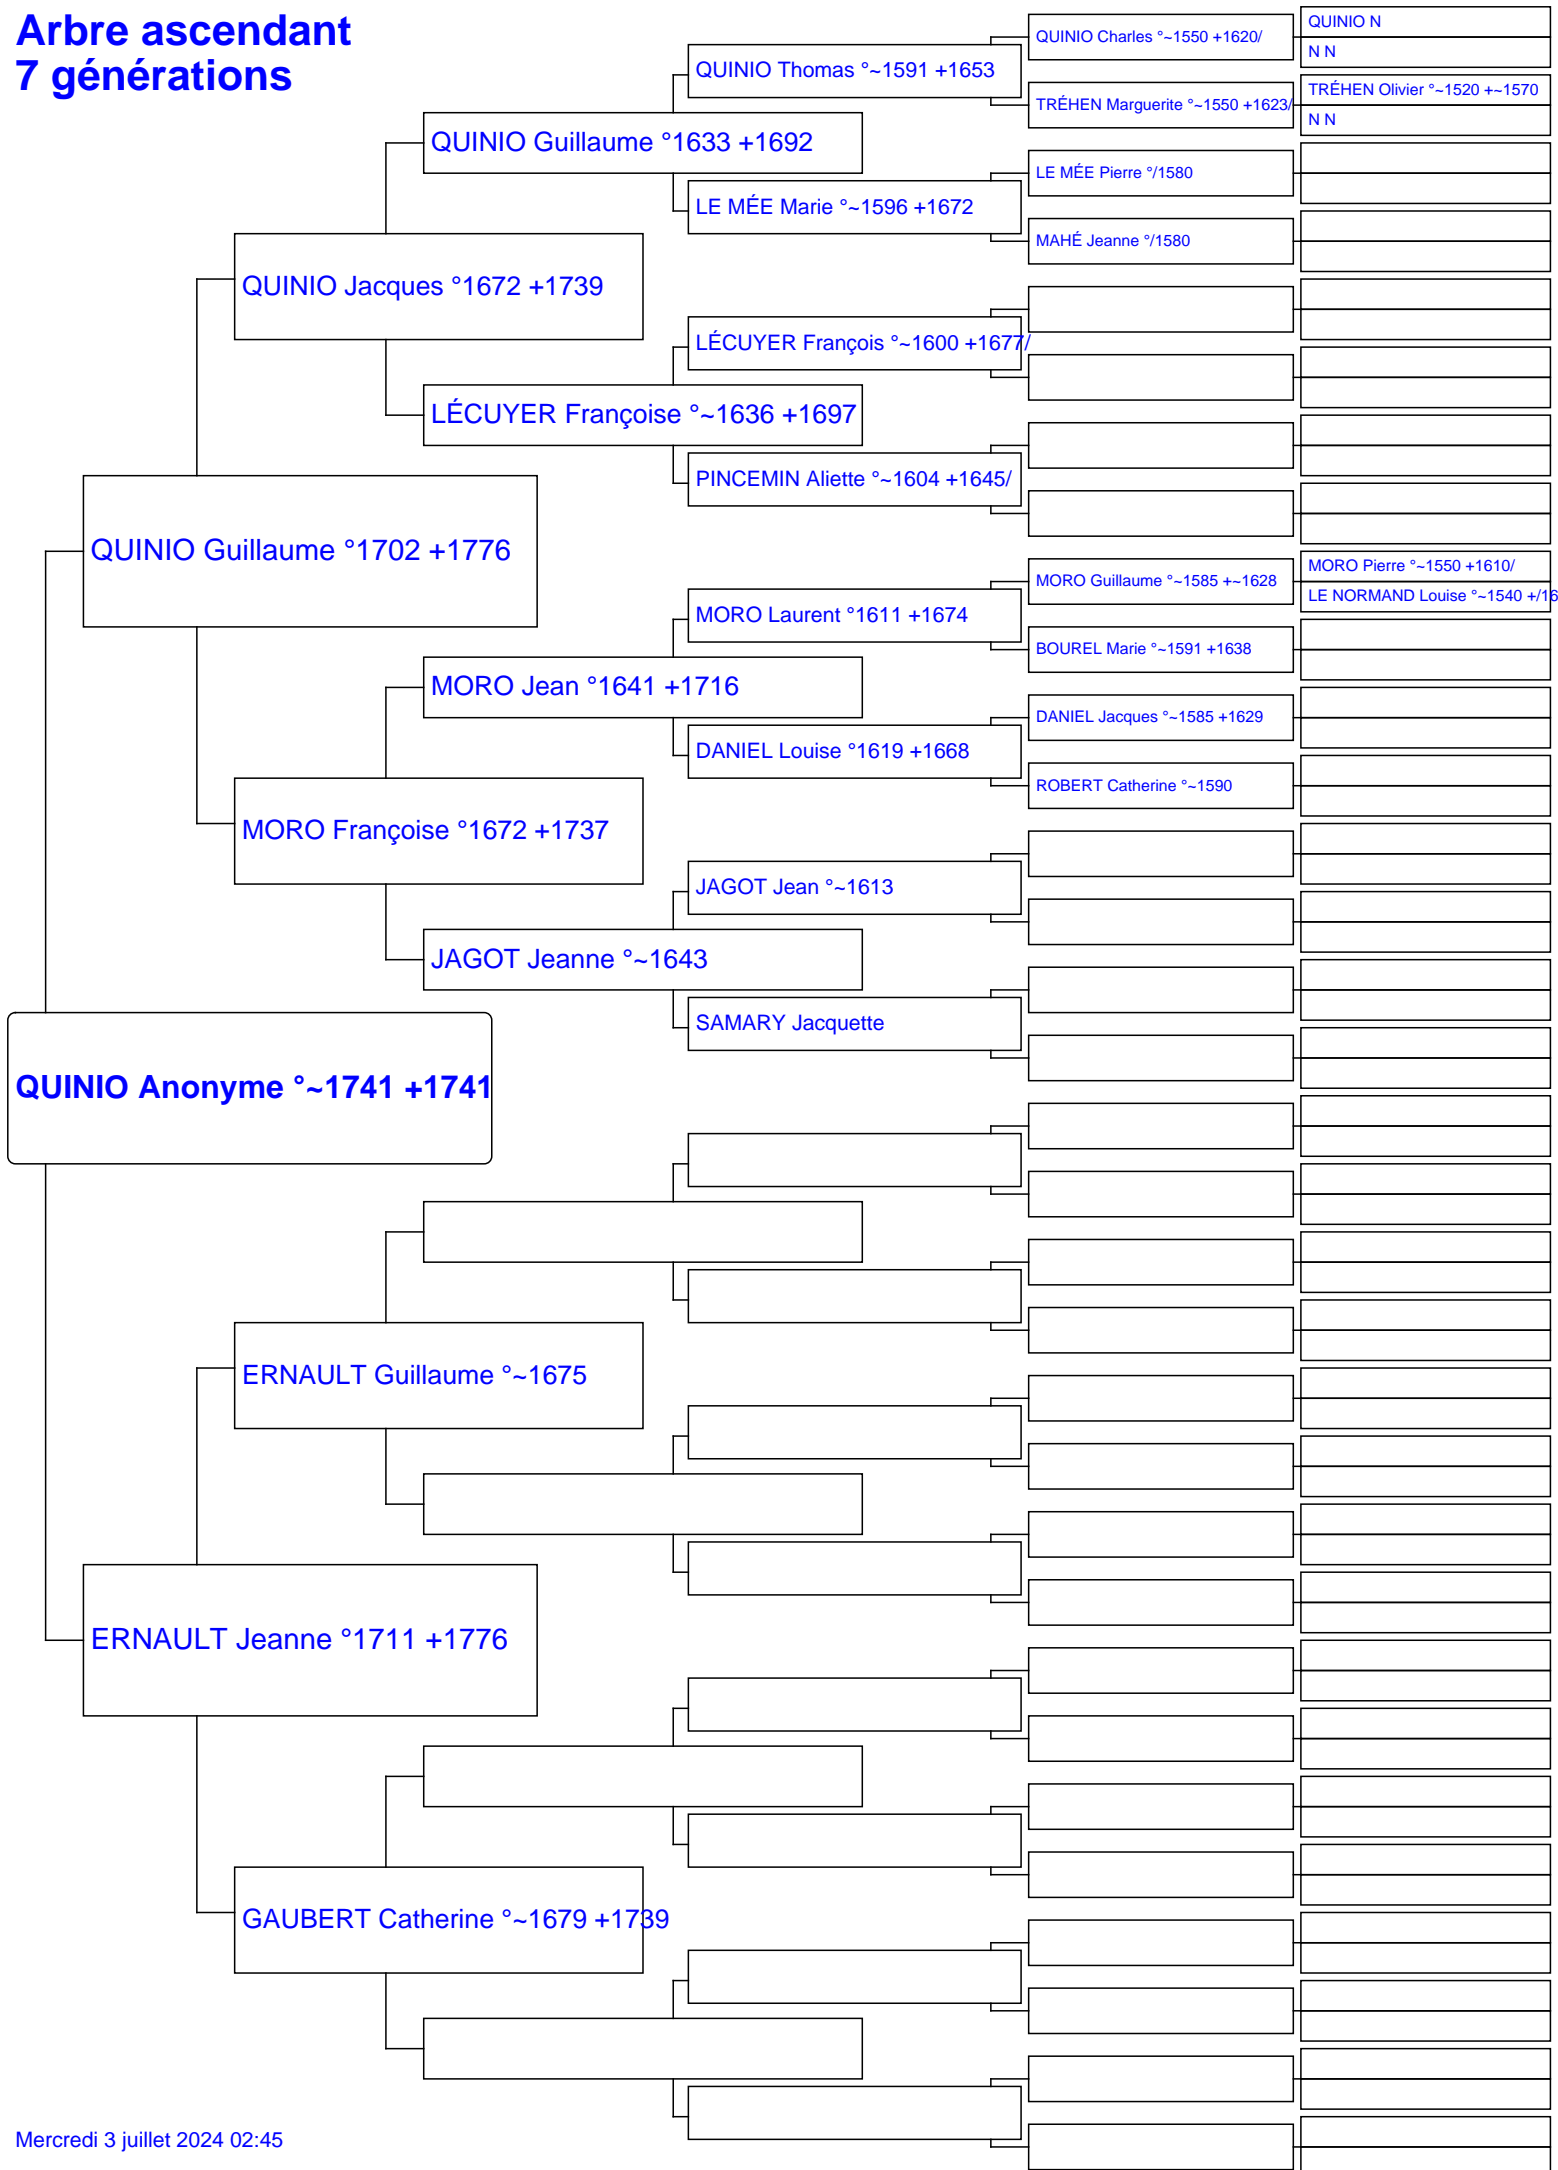 Arbre ascendant
7 générations
QUINIO N
QUINIO Charles °~1550 +1620/
N N
QUINIO Thomas °~1591 +1653
TRÉHEN Olivier °~1520 +~1570
TRÉHEN Marguerite °~1550 +1623/
N N
QUINIO Guillaume °1633 +1692
LE MÉE Pierre °/1580
LE MÉE Marie °~1596 +1672
MAHÉ Jeanne °/1580
QUINIO Jacques °1672 +1739
LÉCUYER François °~1600 +1677/
LÉCUYER Françoise °~1636 +1697
PINCEMIN Aliette °~1604 +1645/
QUINIO Guillaume °1702 +1776
MORO Pierre °~1550 +1610/
MORO Guillaume °~1585 +~1628
LE NORMAND Louise °~1540 +/16
MORO Laurent °1611 +1674
BOUREL Marie °~1591 +1638
MORO Jean °1641 +1716
DANIEL Jacques °~1585 +1629
DANIEL Louise °1619 +1668
ROBERT Catherine °~1590
MORO Françoise °1672 +1737
JAGOT Jean °~1613
JAGOT Jeanne °~1643
SAMARY Jacquette
QUINIO Anonyme °~1741 +1741
ERNAULT Guillaume °~1675
ERNAULT Jeanne °1711 +1776
GAUBERT Catherine °~1679 +1739
Mercredi 3 juillet 2024 02:45